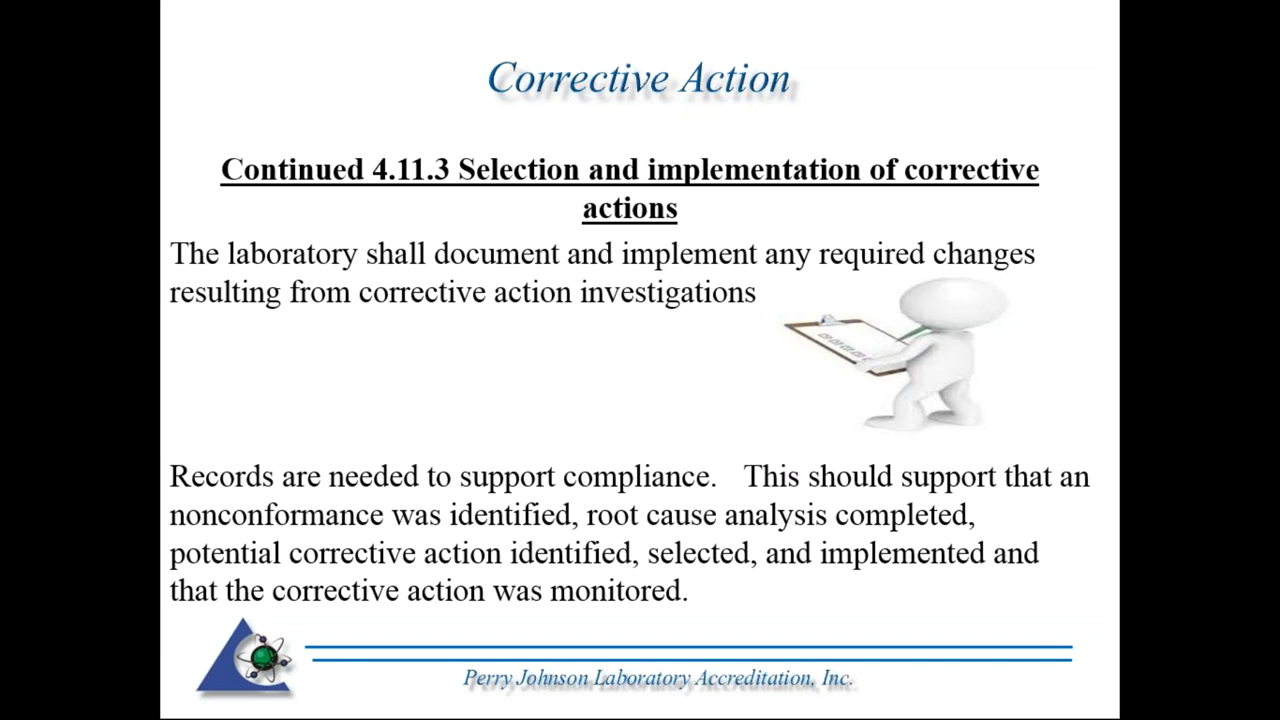 Corrective Action
Continued 4.11.3 Selection and implementation of corrective
actions
The laboratory shall document and implement any required changes
resulting from corrective action investigations
Records are needed to support compliance. This should support that an
nonconformance was identified, root cause analysis completed,
potential corrective action identified, selected, and implemented and
that the corrective action was monitored.
Perry Johnson Laboratory Accreditation, Inc.